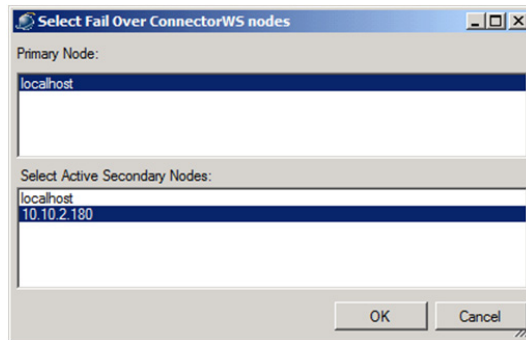 Select Fail Over ConnectorWS nodes
Primary Node:
localhost
Select Active Secondary Nodes:
localhost
10.10.2.180
OK Cancel